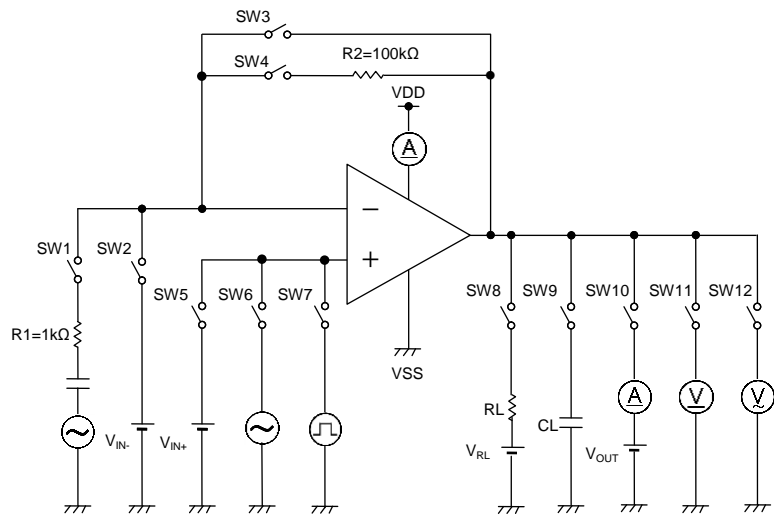 SW3
SW4
R2=100kΩ
VDD
A
SW1
SW2
SW5
SW6
SW7
VSS
SW8
SW9
SW10
SW11
SW12
R1=1kΩ
VIN-
VIN+
RL
VRL
CL
A
VOUT
V
V